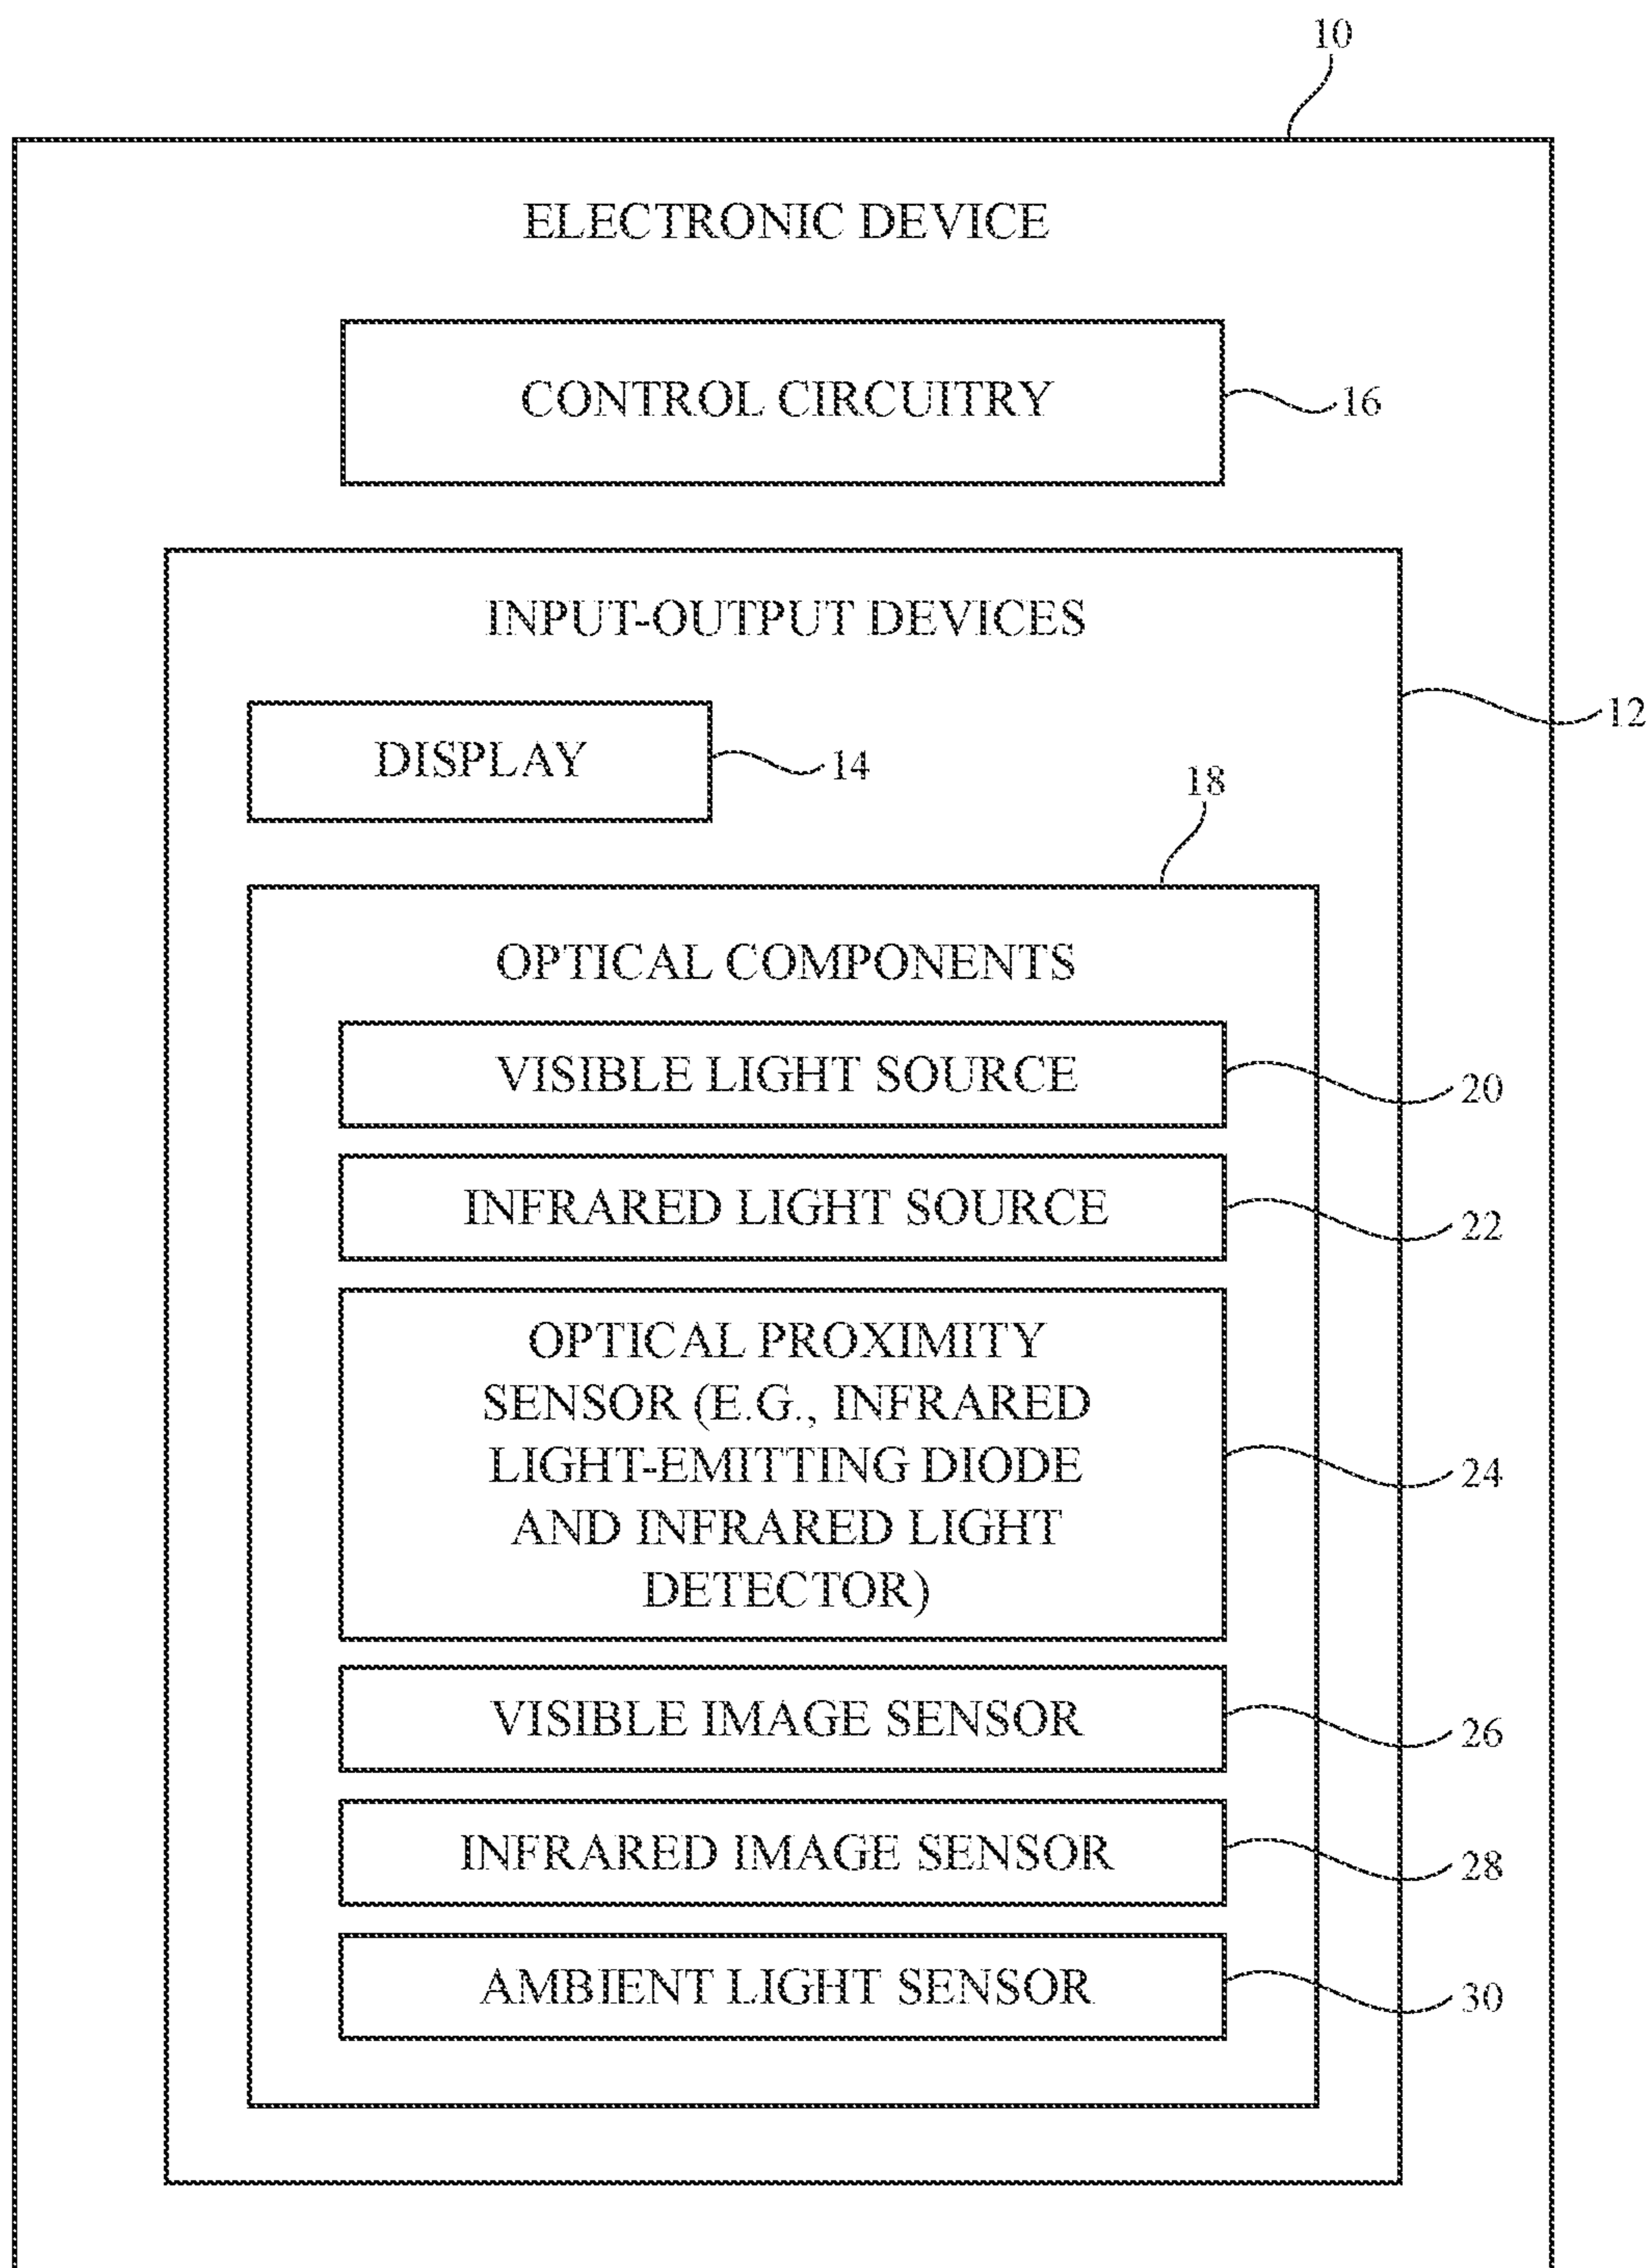 10
ELECTRONIC DEVICE
CONTROL CIRCUITRY
16
INPUT-OUTPUT DEVICES
12
DISPLAY
14
18
OPTICAL COMPONENTS
VISIBLE LIGHT SOURCE
20
INFRARED LIGHT SOURCE
22
OPTICAL PROXIMITY
SENSOR (E.G., INFRARED
LIGHT-EMITTING DIODE
AND INFRARED LIGHT
DETECTOR)
24
VISIBLE IMAGE SENSOR
26
INFRARED IMAGE SENSOR
28
AMBIENT LIGHT SENSOR
30